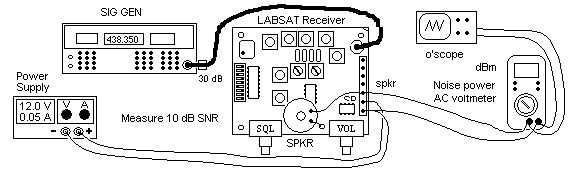 SIG GEN
438.350
30 dB
LABSAT Receiver
o'scope
dBm
Power
Supply
12.0 V
0.05 A
V A
- +
Measure 10 dB SNR
spkr
SP
Noise power
AC voltmeter
SQL
SPKR
VOL